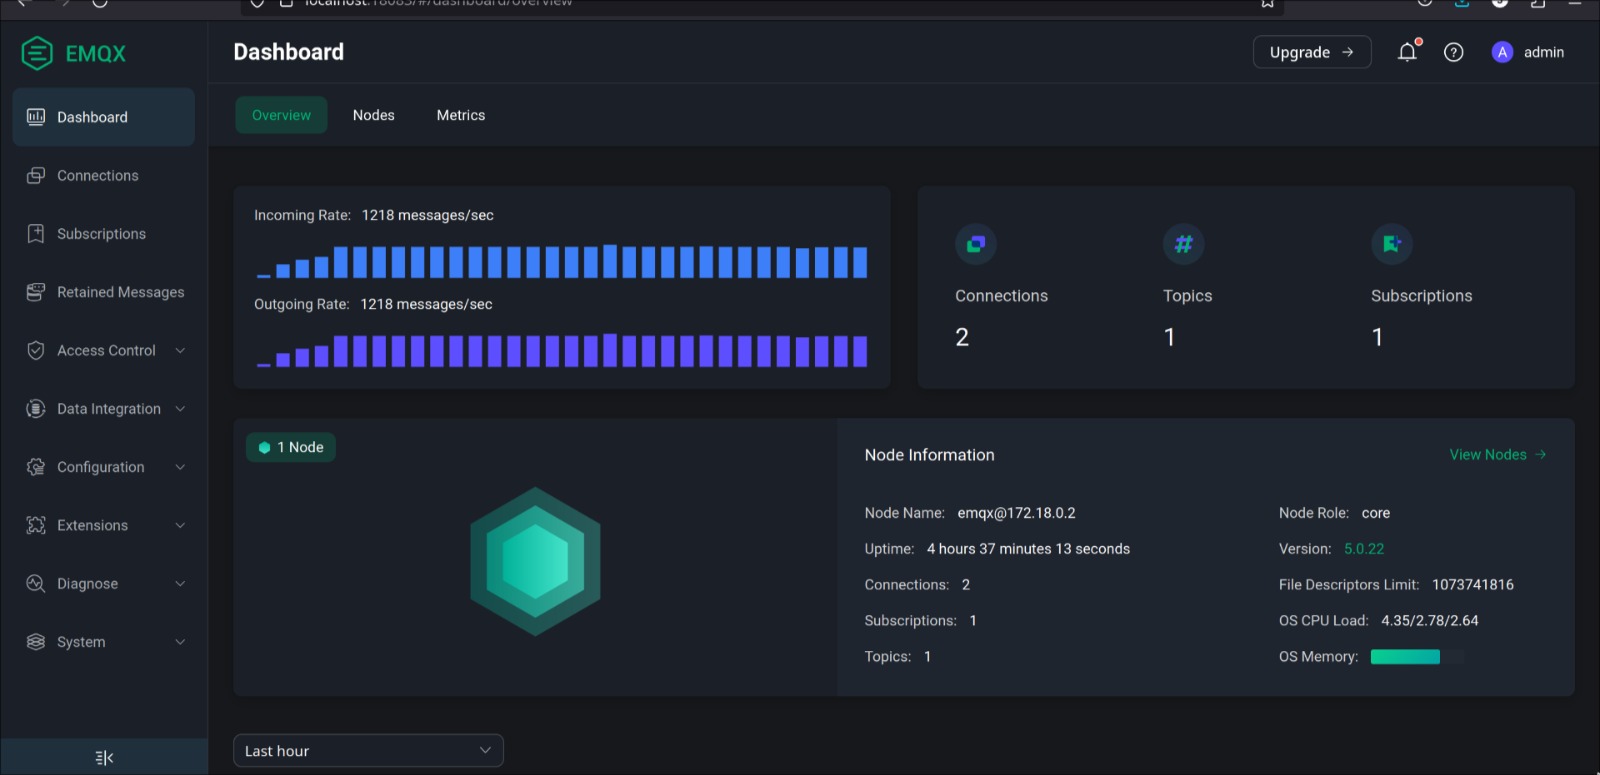 localhost:18083/#/dashboard/overview
EMQX
Dashboard
Upgrade →
A admin
Dashboard
Connections
Subscriptions
Retained Messages
Access Control
Data Integration
Configuration
Extensions
Diagnose
System
Overview Nodes Metrics
Incoming Rate: 1218 messages/sec
Outgoing Rate: 1218 messages/sec
Connections
2
Topics
1
Subscriptions
1
1 Node
Node Information
View Nodes →
Node Name: emqx@172.18.0.2
Node Role: core
Uptime: 4 hours 37 minutes 13 seconds
Version: 5.0.22
Connections: 2
File Descriptors Limit: 1073741816
Subscriptions: 1
OS CPU Load: 4.35/2.78/2.64
Topics: 1
OS Memory:
Last hour